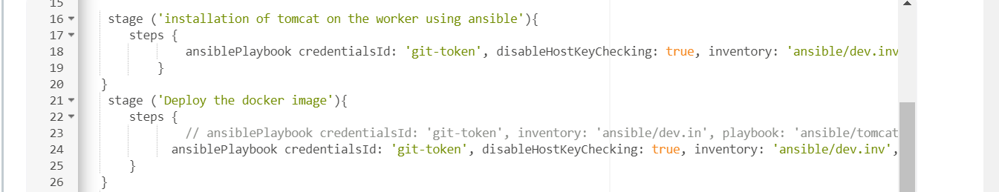 15
16 stage ('installation of tomcat on the worker using ansible'){
17 steps {
18 ansiblePlaybook credentialsId: 'git-token', disableHostKeyChecking: true, inventory: 'ansible/dev.inv
19 }
20 }
21 stage ('Deploy the docker image'){
22 steps {
23 // ansiblePlaybook credentialsId: 'git-token', inventory: 'ansible/dev.in', playbook: 'ansible/tomcat
24 ansiblePlaybook credentialsId: 'git-token', disableHostKeyChecking: true, inventory: 'ansible/dev.inv',
25 }
26 }